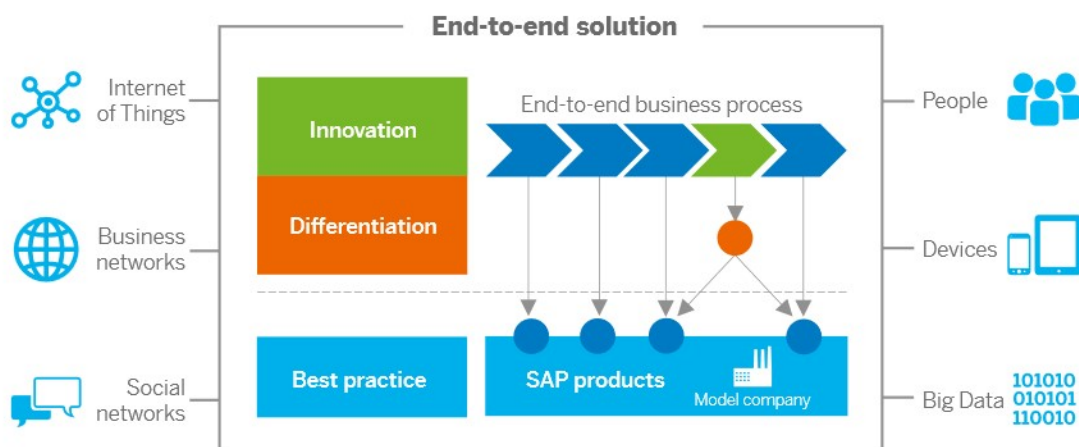 End-to-end solution
Internet
of Things
Business
networks
Social
networks
Innovation
Differentiation
Best practice
End-to-end business process
SAP products
Model company
People
Devices
Big Data
101010
010101
110010